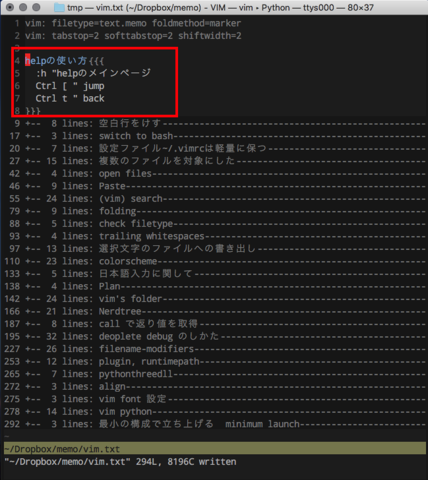 tmp — vim.txt (~/Dropbox/memo) — VIM — vim • Python — ttys000 — 80×37
1 vim: filetype=text.memo foldmethod=marker
2 vim: tabstop=2 softtabstop=2 shiftwidth=2
3
4 helpの使い方{{{
5 :h "helpのメインページ
6 Ctrl [ " jump
7 Ctrl t " back
8 }}}
9 +-- 8 lines: 空白行をけす
17 +-- 3 lines: switch to bash
20 +-- 7 lines: 設定ファイル~/.vimrcは軽量に保つ
27 +-- 15 lines: 複数のファイルを対象にした
42 +-- 4 lines: open files
46 +-- 9 lines: Paste
55 +-- 24 lines: (vim) search
79 +-- 9 lines: folding
88 +-- 5 lines: check filetype
93 +-- 4 lines: trailing whitespaces
97 +-- 13 lines: 選択文字のファイルへの書き出し
110 +-- 23 lines: colorscheme
133 +-- 5 lines: 日本語入力に関して
138 +-- 4 lines: Plan
142 +-- 24 lines: vim's folder
166 +-- 21 lines: Nerdtree
187 +-- 8 lines: call で返り値を取得
195 +-- 32 lines: deoplete debug のしかた
227 +-- 26 lines: filename-modifiers
253 +-- 12 lines: plugin, runtimepath
265 +-- 7 lines: pythonthreedll
272 +-- 3 lines: align
275 +-- 3 lines: vim font 設定
278 +-- 14 lines: vim python
292 +-- 3 lines: 最小の構成で立ち上げる minimum launch
~
~/Dropbox/memo/vim.txt
"~/Dropbox/memo/vim.txt" 294L, 8196C written